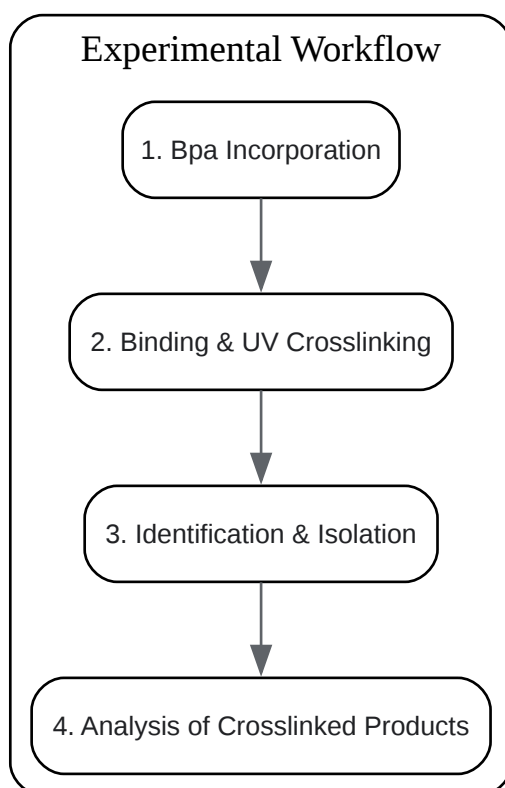 Experimental Workflow
1. Bpa Incorporation
2. Binding & UV Crosslinking
3. Identification & Isolation
4. Analysis of Crosslinked Products